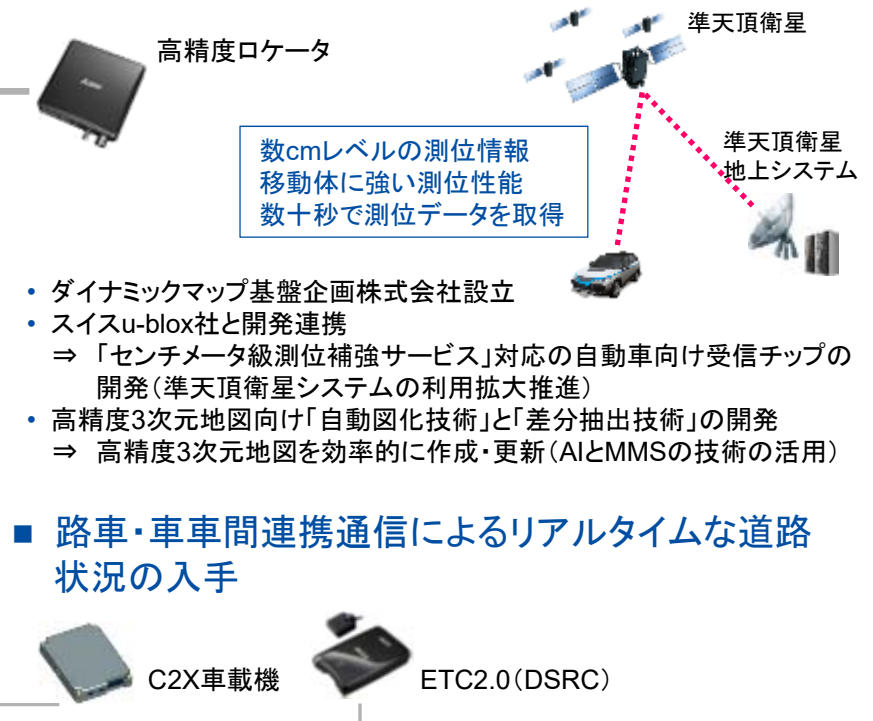 高精度ロケータ
準天頂衛星
数cmレベルの測位情報
移動体に強い測位性能
数十秒で測位データを取得
準天頂衛星
地上システム
• ダイナミックマップ基盤企画株式会社設立
• スイスu-blox社と開発連携
⇒ 「センチメータ級測位補強サービス」対応の自動車向け受信チップの
開発(準天頂衛星システムの利用拡大推進)
• 高精度3次元地図向け「自動図化技術」と「差分抽出技術」の開発
⇒ 高精度3次元地図を効率的に作成・更新(AIとMMSの技術の活用)
■ 路車・車車間連携通信によるリアルタイムな道路
状況の入手
C2X車載機
ETC2.0(DSRC)